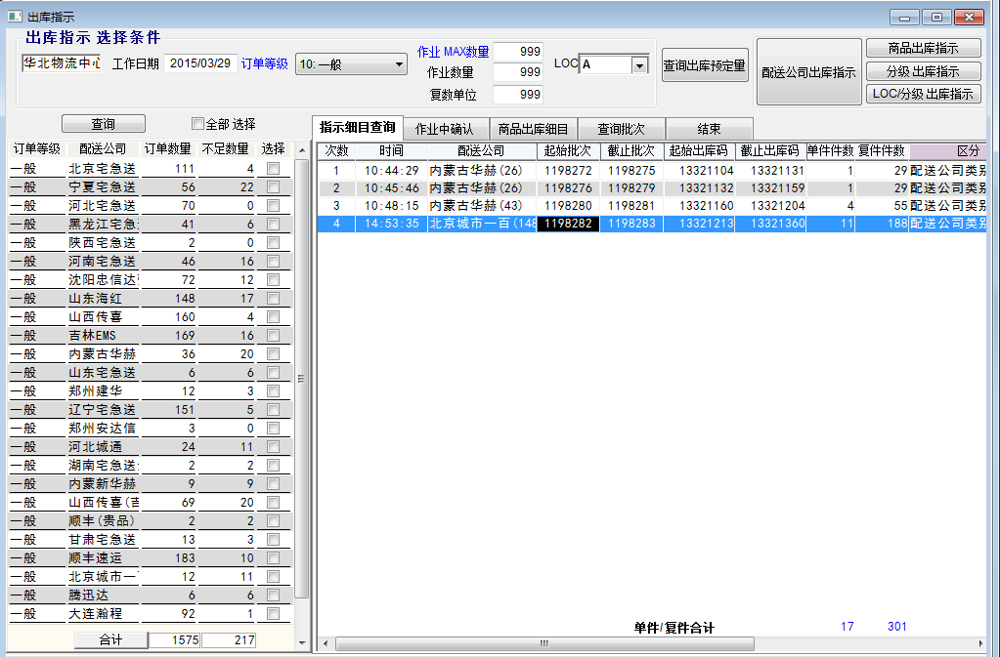 出库指示
出库指示 选择条件
华北物流中心 工作日期 2015/03/29 订单等级 10: 一般
作业 MAX数量 999
作业数量 999
复数单位 999
LOC A
查询出库预定量
配送公司出库指示
商品出库指示
分级 出库指示
LOC/分级 出库指示
查询 全部 选择
订单等级 配送公司 订单数量 不足数量 选择
一般 北京宅急送 111 4
一般 宁夏宅急送 56 22
一般 河北宅急送 70 0
一般 黑龙江宅急 41 6
一般 陕西宅急送 2 0
一般 河南宅急送 46 16
一般 沈阳忠信达 72 12
一般 山东海红 148 17
一般 山西传喜 160 4
一般 吉林EMS 169 16
一般 内蒙古华赫 36 20
一般 山东宅急送 6 6
一般 郑州建华 12 3
一般 辽宁宅急送 151 5
一般 郑州安达信 3 0
一般 河北城通 24 11
一般 湖南宅急送 2 2
一般 内蒙新华赫 9 9
一般 山西传喜(吉 69 20
一般 顺丰(贵品) 2 2
一般 甘肃宅急送 13 3
一般 顺丰速运 183 10
一般 北京城市一 12 11
一般 腾迅达 6 6
一般 大连瀚程 92 1
合计 1575 217
指示细目查询 作业中确认 商品出库细目 查询批次 结束
次数 时间 配送公司 起始批次 截止批次 起始出库码 截止出库码 单件件数 复件件数 区分
1 10:44:29 内蒙古华赫(26) 1198272 1198275 13321104 13321131 1 29 配送公司类别
2 10:45:46 内蒙古华赫(26) 1198276 1198279 13321132 13321159 1 29 配送公司类别
3 10:48:15 内蒙古华赫(43) 1198280 1198281 13321160 13321204 4 55 配送公司类别
4 14:53:35 北京城市一百(148 1198282 1198283 13321213 13321360 11 188 配送公司类别
单件/复件合计 17 301